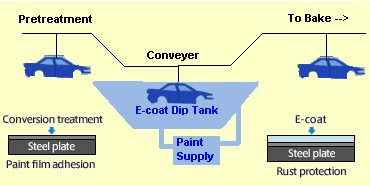 Pretreatment
To Bake -->
Conveyer
E-coat Dip Tank
Conversion treatment
Steel plate
Paint film adhesion
Paint
Supply
E-coat
Steel plate
Rust protection